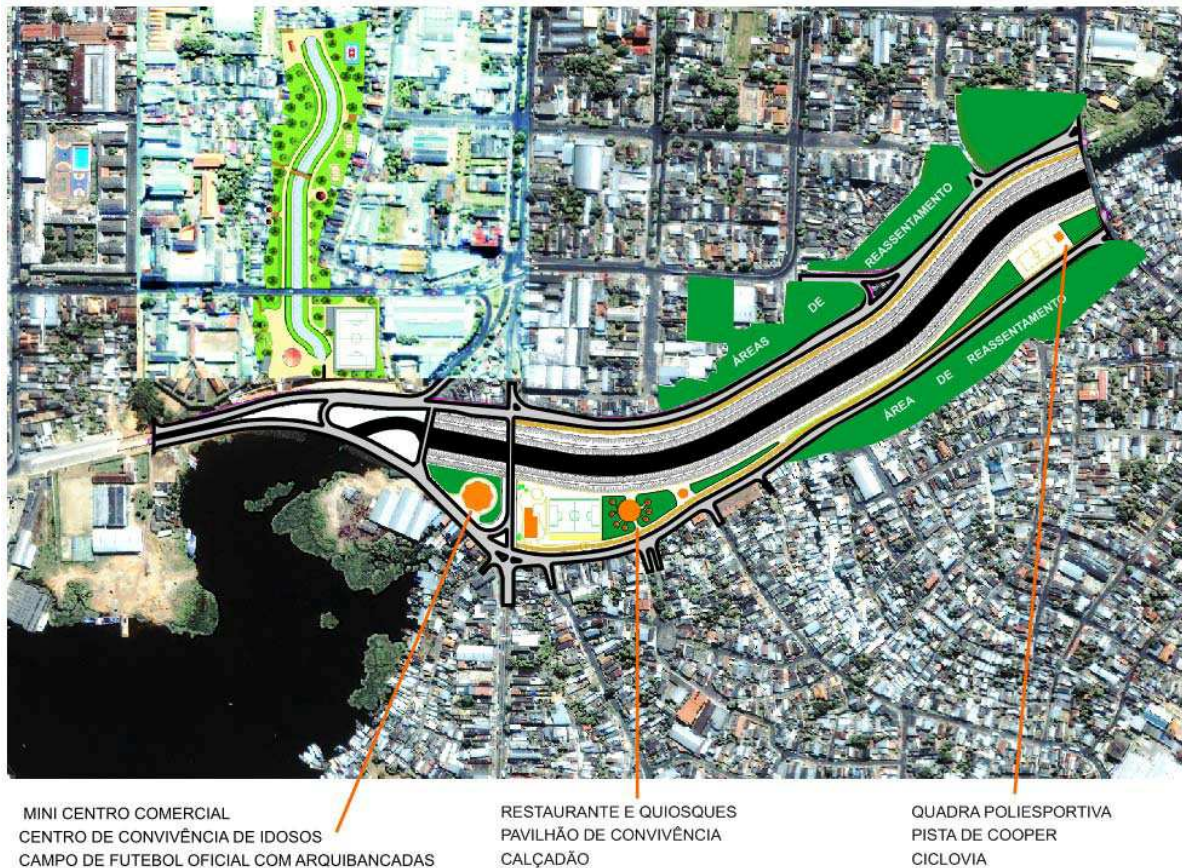 ÁREAS DE REASSENTAMENTO
ÁREA DE REASSENTAMENTO
MINI CENTRO COMERCIAL
CENTRO DE CONVIVÊNCIA DE IDOSOS
CAMPO DE FUTEBOL OFICIAL COM ARQUIBANCADAS
RESTAURANTE E QUIOSQUES
PAVILHÃO DE CONVIVÊNCIA
CALÇADÃO
QUADRA POLIESPORTIVA
PISTA DE COOPER
CICLOVIA